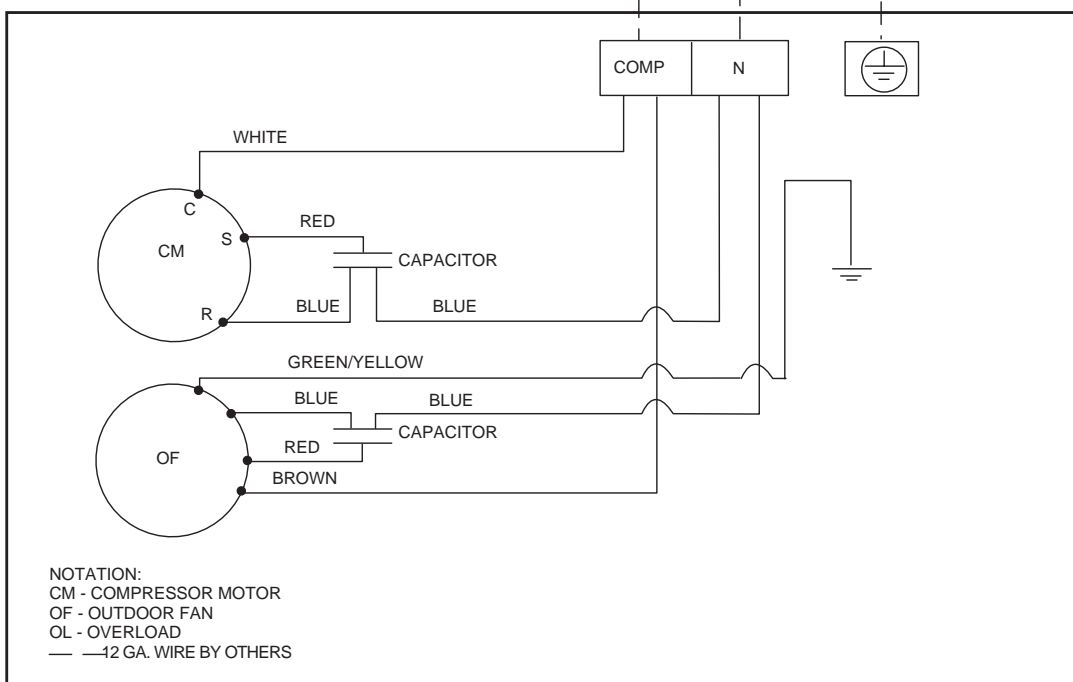 COMP
N
WHITE
C
RED
S
CM
CAPACITOR
R
BLUE
BLUE
GREEN/YELLOW
BLUE
BLUE
CAPACITOR
OF
RED
BROWN
NOTATION:
CM - COMPRESSOR MOTOR
OF - OUTDOOR FAN
OL - OVERLOAD
12 GA. WIRE BY OTHERS